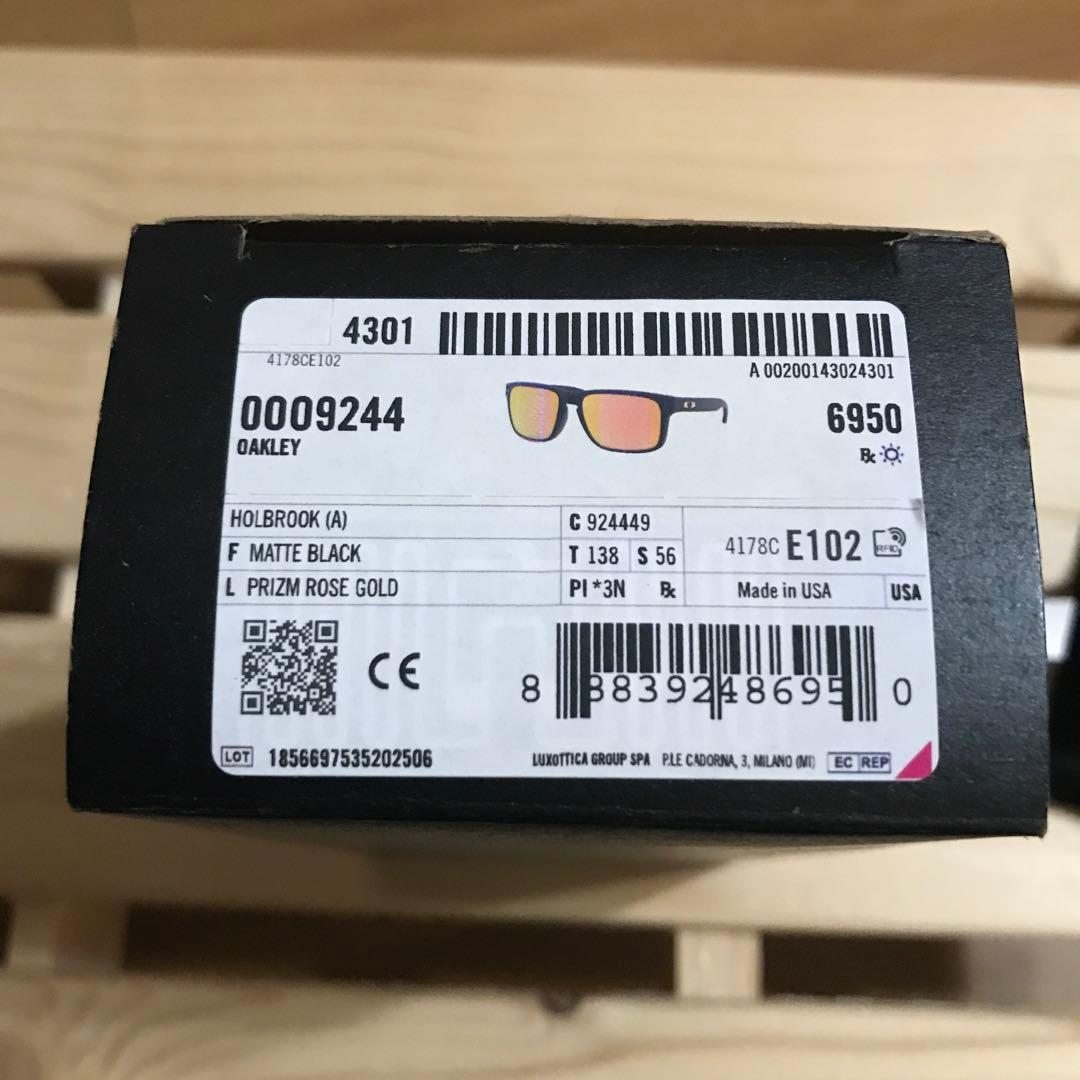 4301
4178CE102
A 00200143024301
0009244
6950
OAKLEY
Rx
HOLBROOK (A)
C 924449
F MATTE BLACK
T 138 S 56
4178C E102 RFID
L PRIZM ROSE GOLD
PI *3N Rx
Made in USA
USA
CE
8 88392 48695 0
LOT 1856697535202506
LUXOTTICA GROUP SPA P.LE CADORNA, 3, MILANO (MI) EC REP